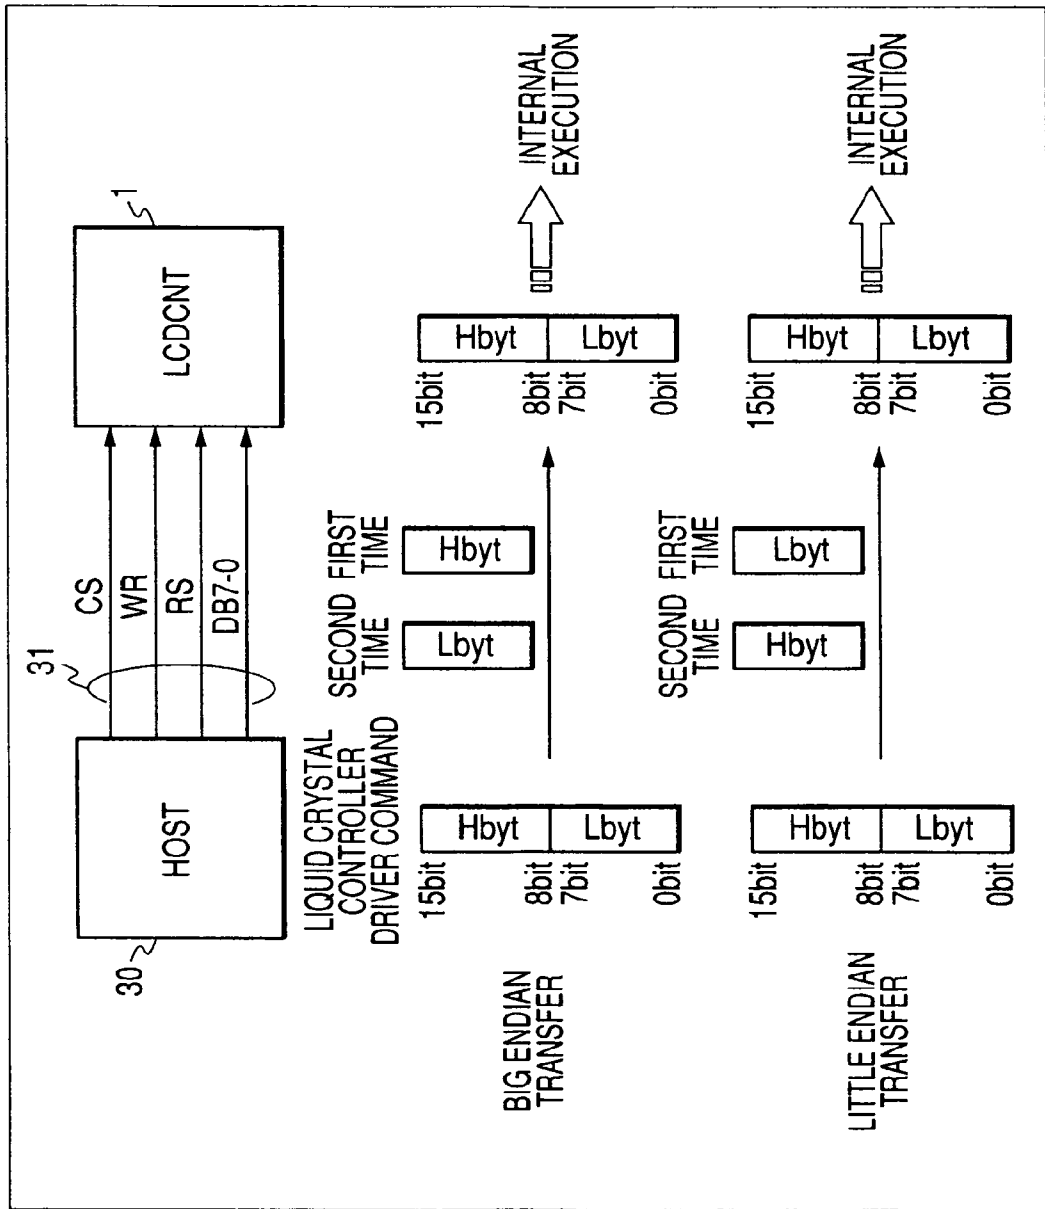 30
HOST
31
CS
WR
RS
DB7-0
LCDCNT
1
LIQUID CRYSTAL
CONTROLLER
DRIVER COMMAND
SECOND
TIME
FIRST
TIME
BIG ENDIAN
TRANSFER
15bit
Hbyt
8bit
7bit
Lbyt
0bit
Lbyt
Hbyt
15bit
Hbyt
8bit
7bit
Lbyt
0bit
INTERNAL
EXECUTION
SECOND
TIME
FIRST
TIME
LITTLE ENDIAN
TRANSFER
15bit
Hbyt
8bit
7bit
Lbyt
0bit
Hbyt
Lbyt
15bit
Hbyt
8bit
7bit
Lbyt
0bit
INTERNAL
EXECUTION